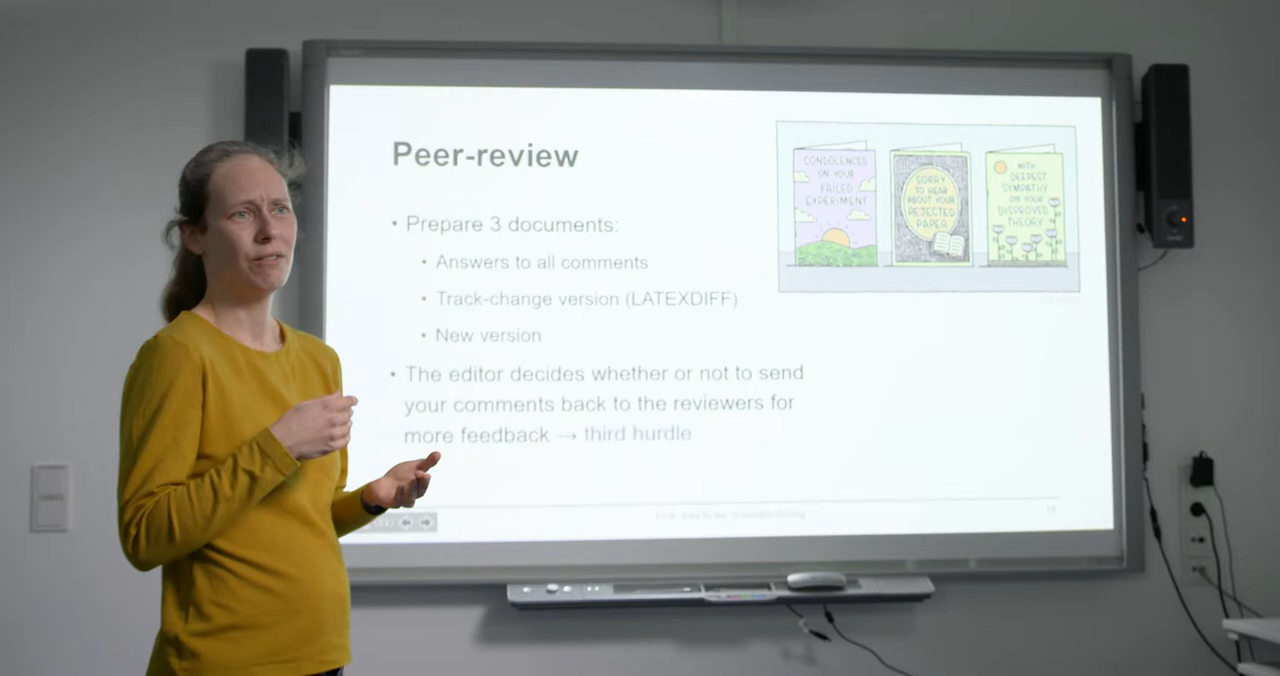 Peer-review
• Prepare 3 documents:
• Answers to all comments
• Track-change version (LATEXDIFF)
• New version
• The editor decides whether or not to send
your comments back to the reviewers for
more feedback → third hurdle
CONDOLENCES
ON YOUR
FAILED
EXPERIMENT
SORRY
TO HEAR
ABOUT YOUR
REJECTED
PAPER
WITH
DEEPEST
SYMPATHY
ON YOUR
DISPROVED
THEORY